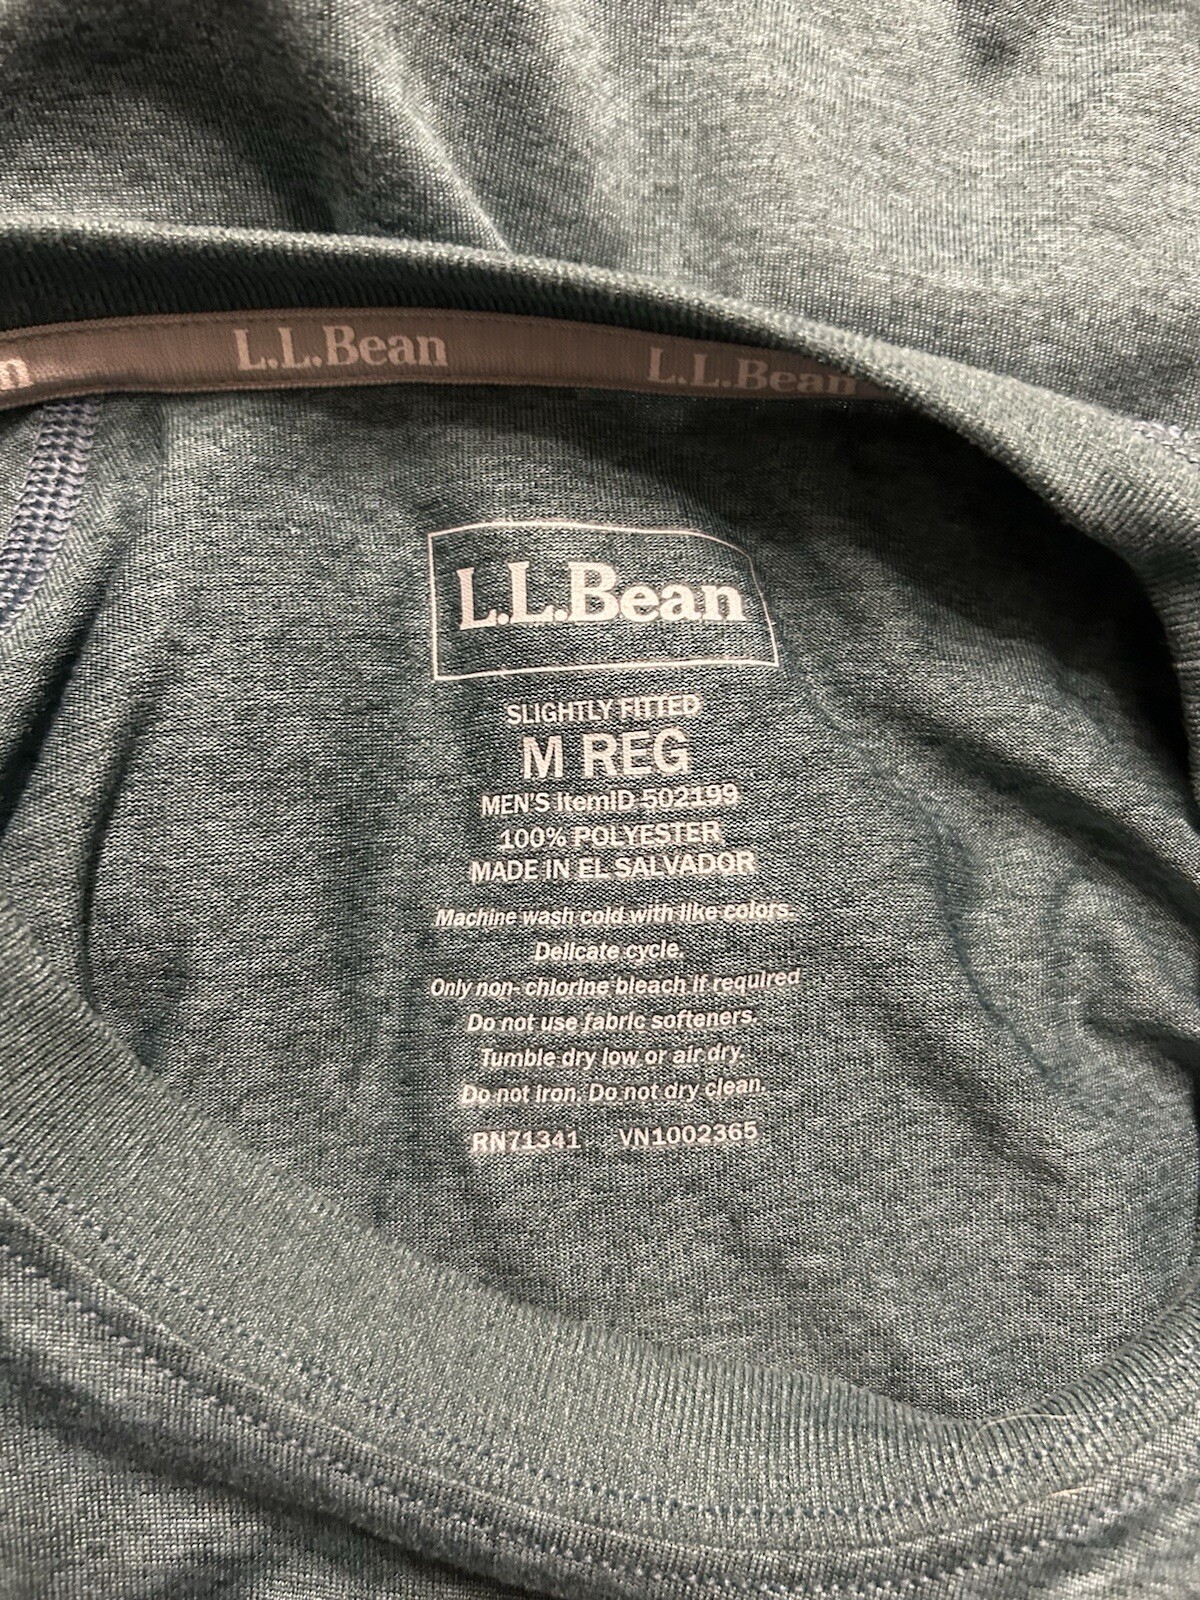 n L.L.Bean L.L.Bean
L.L.Bean
SLIGHTLY FITTED
M REG
MEN'S ItemID 502199
100% POLYESTER
MADE IN EL SALVADOR
Machine wash cold with like colors.
Delicate cycle.
Only non- chlorine bleach if required
Do not use fabric softeners.
Tumble dry low or air dry.
Do not iron. Do not dry clean.
RN71341 VN1002365